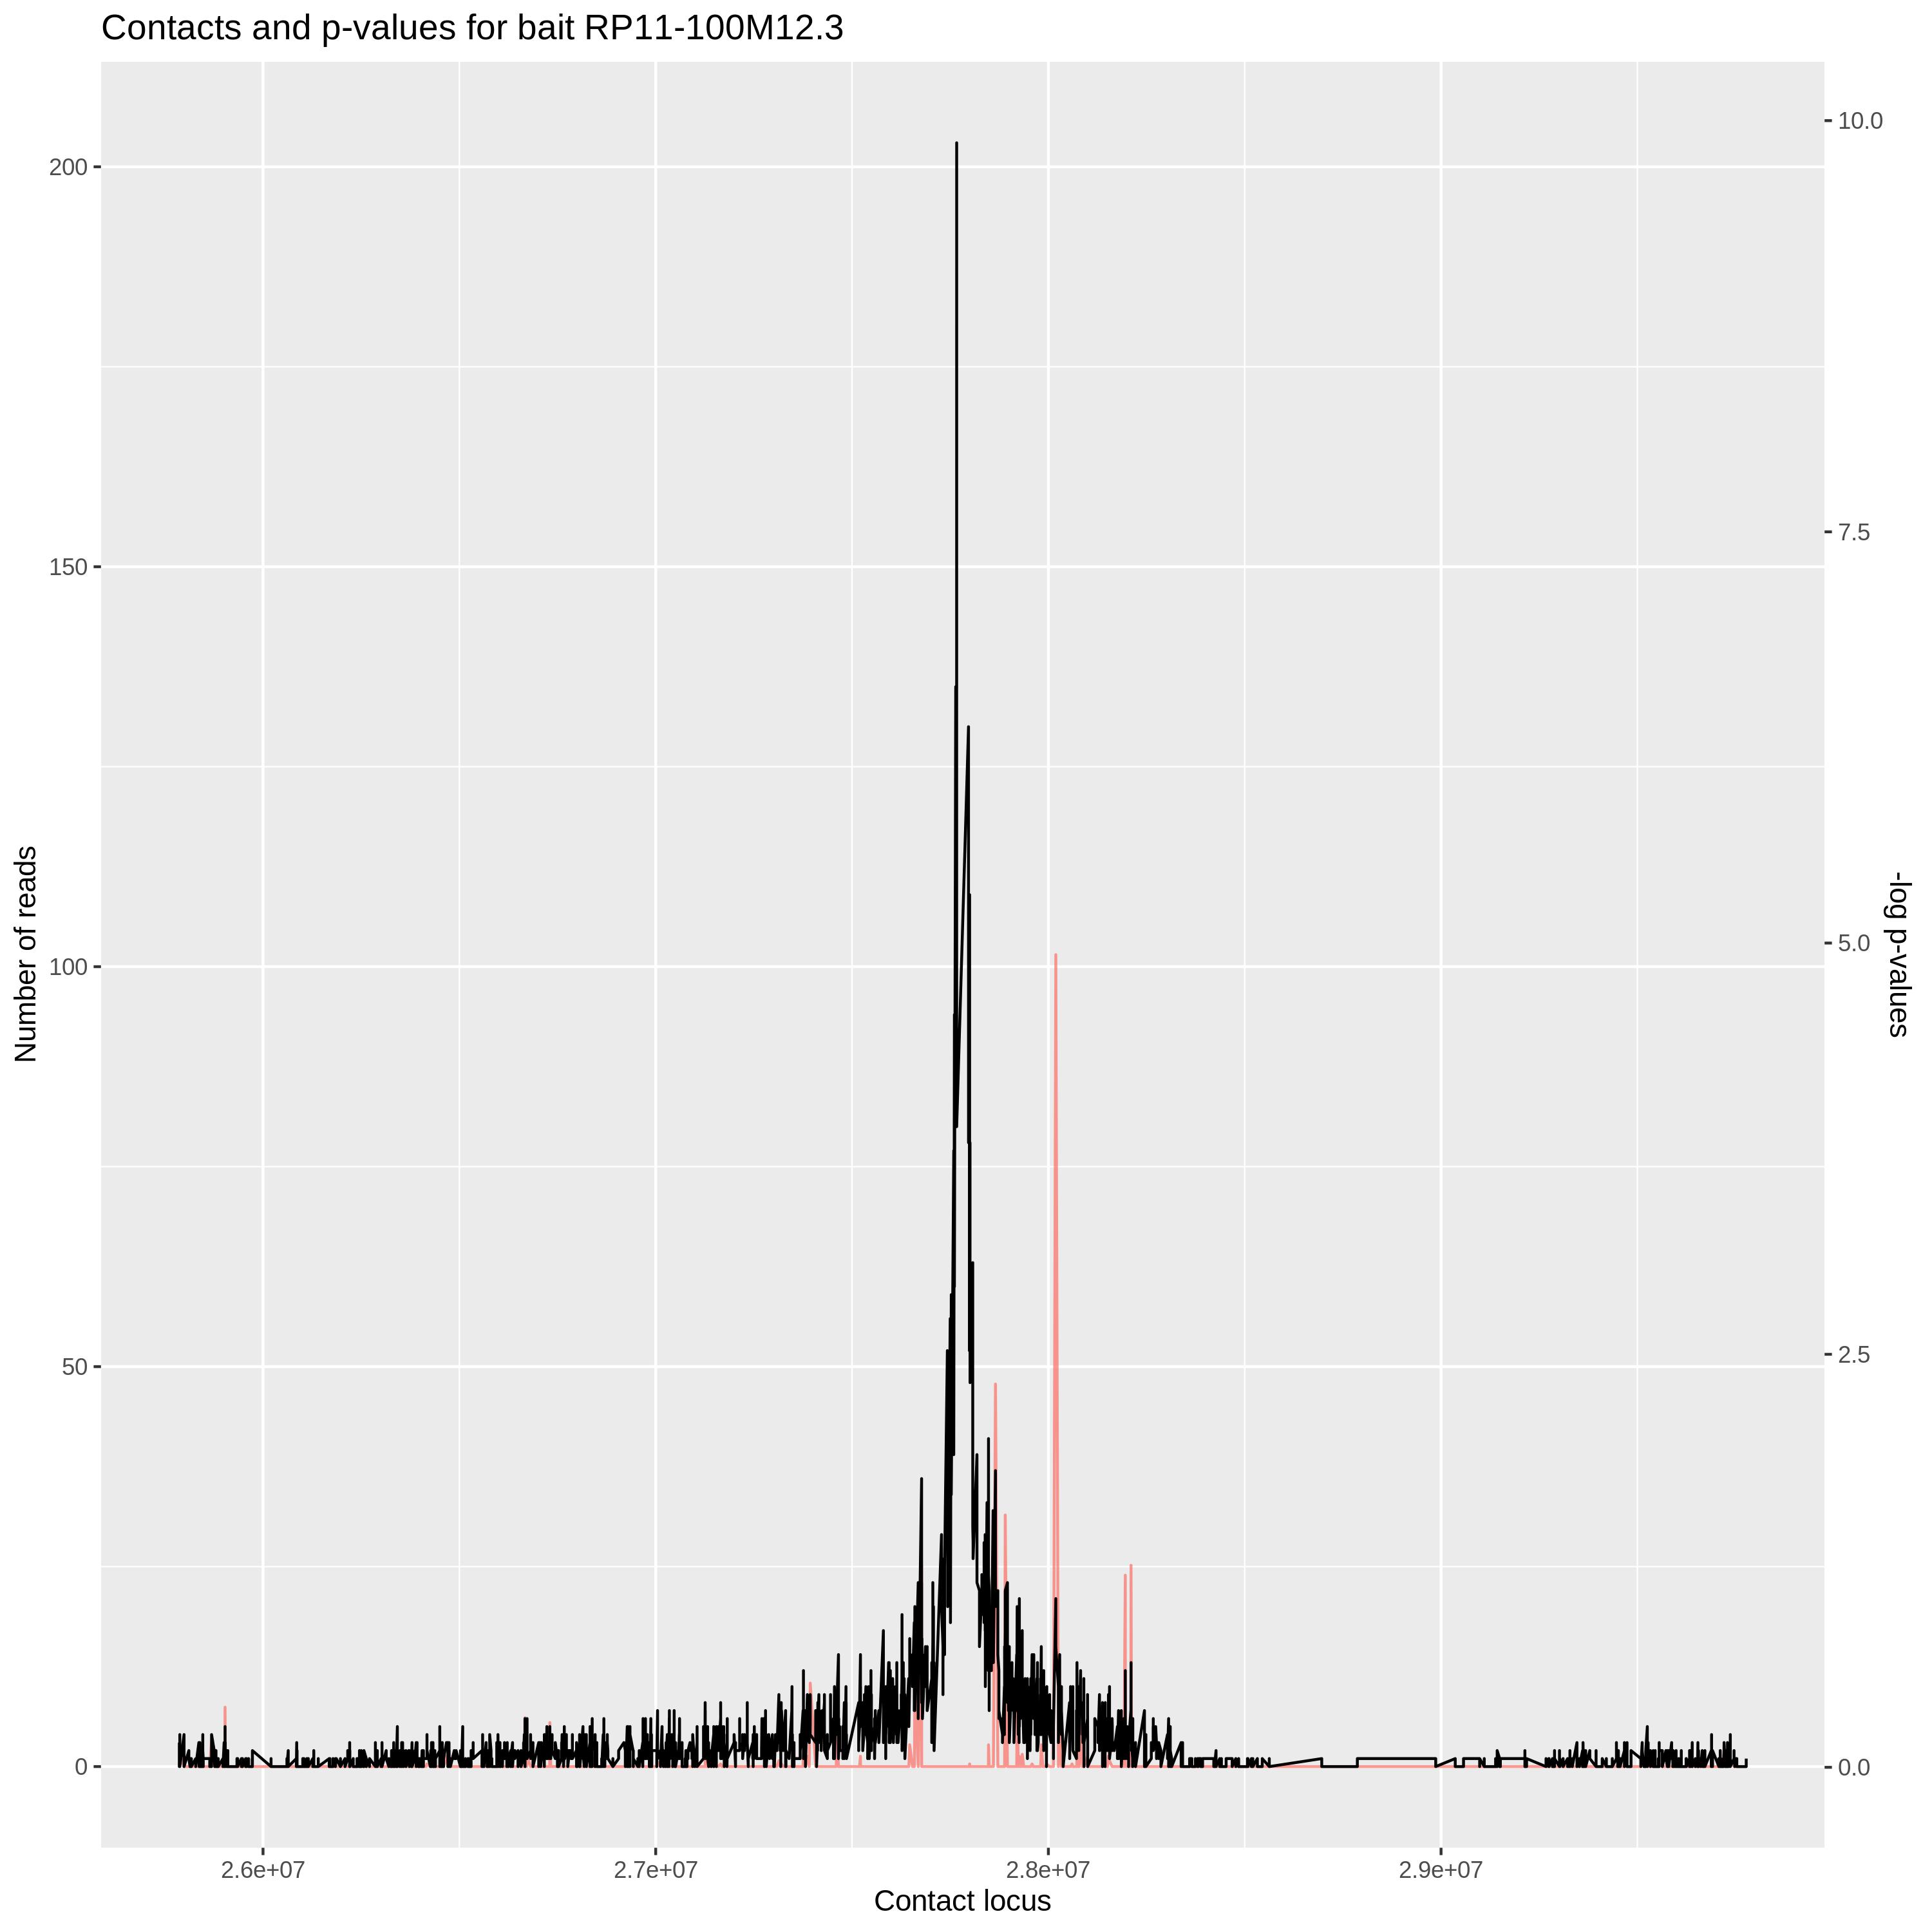 Contacts and p-values for bait RP11-100M12.3
200
150
100
50
0
Number of reads
10.0
7.5
5.0
2.5
0.0
-log p-values
2.6e+07
2.7e+07
2.8e+07
2.9e+07
Contact locus